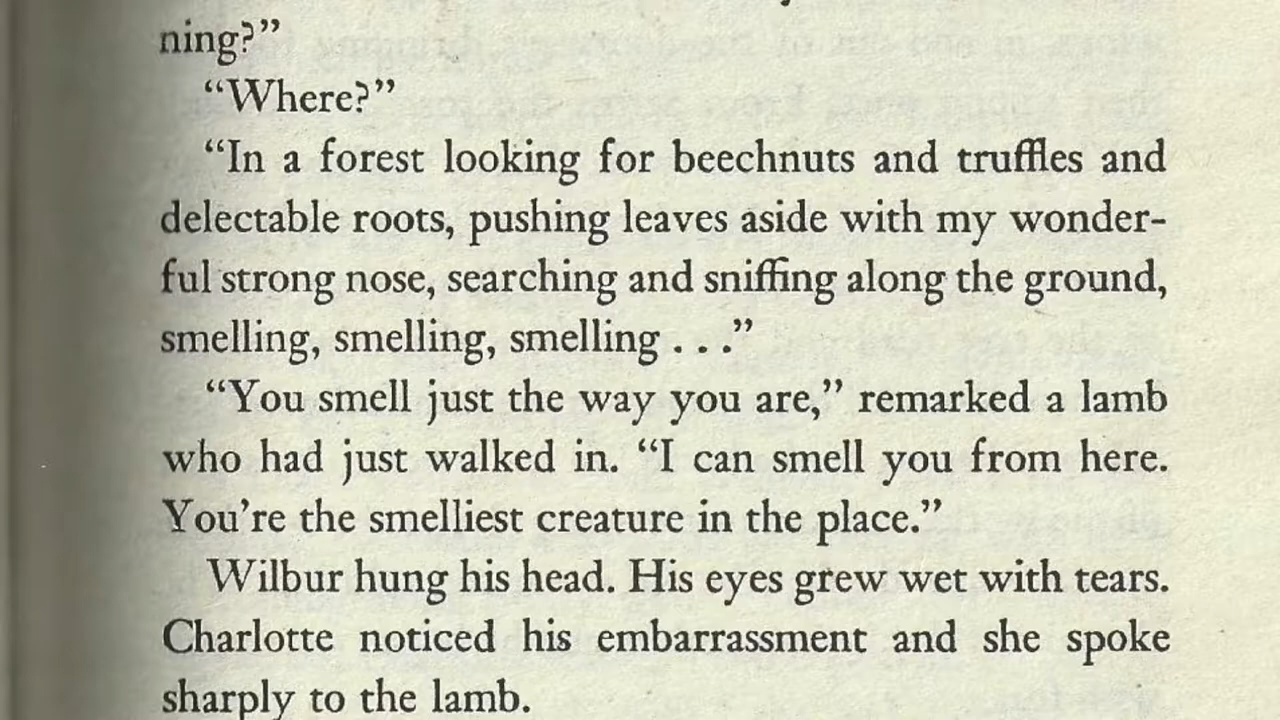 ning?”
“Where?”
“In a forest looking for beechnuts and truffles and
delectable roots, pushing leaves aside with my wonder-
ful strong nose, searching and sniffing along the ground,
smelling, smelling, smelling . . .”
“You smell just the way you are,” remarked a lamb
who had just walked in. “I can smell you from here.
You’re the smelliest creature in the place.”
Wilbur hung his head. His eyes grew wet with tears.
Charlotte noticed his embarrassment and she spoke
sharply to the lamb.